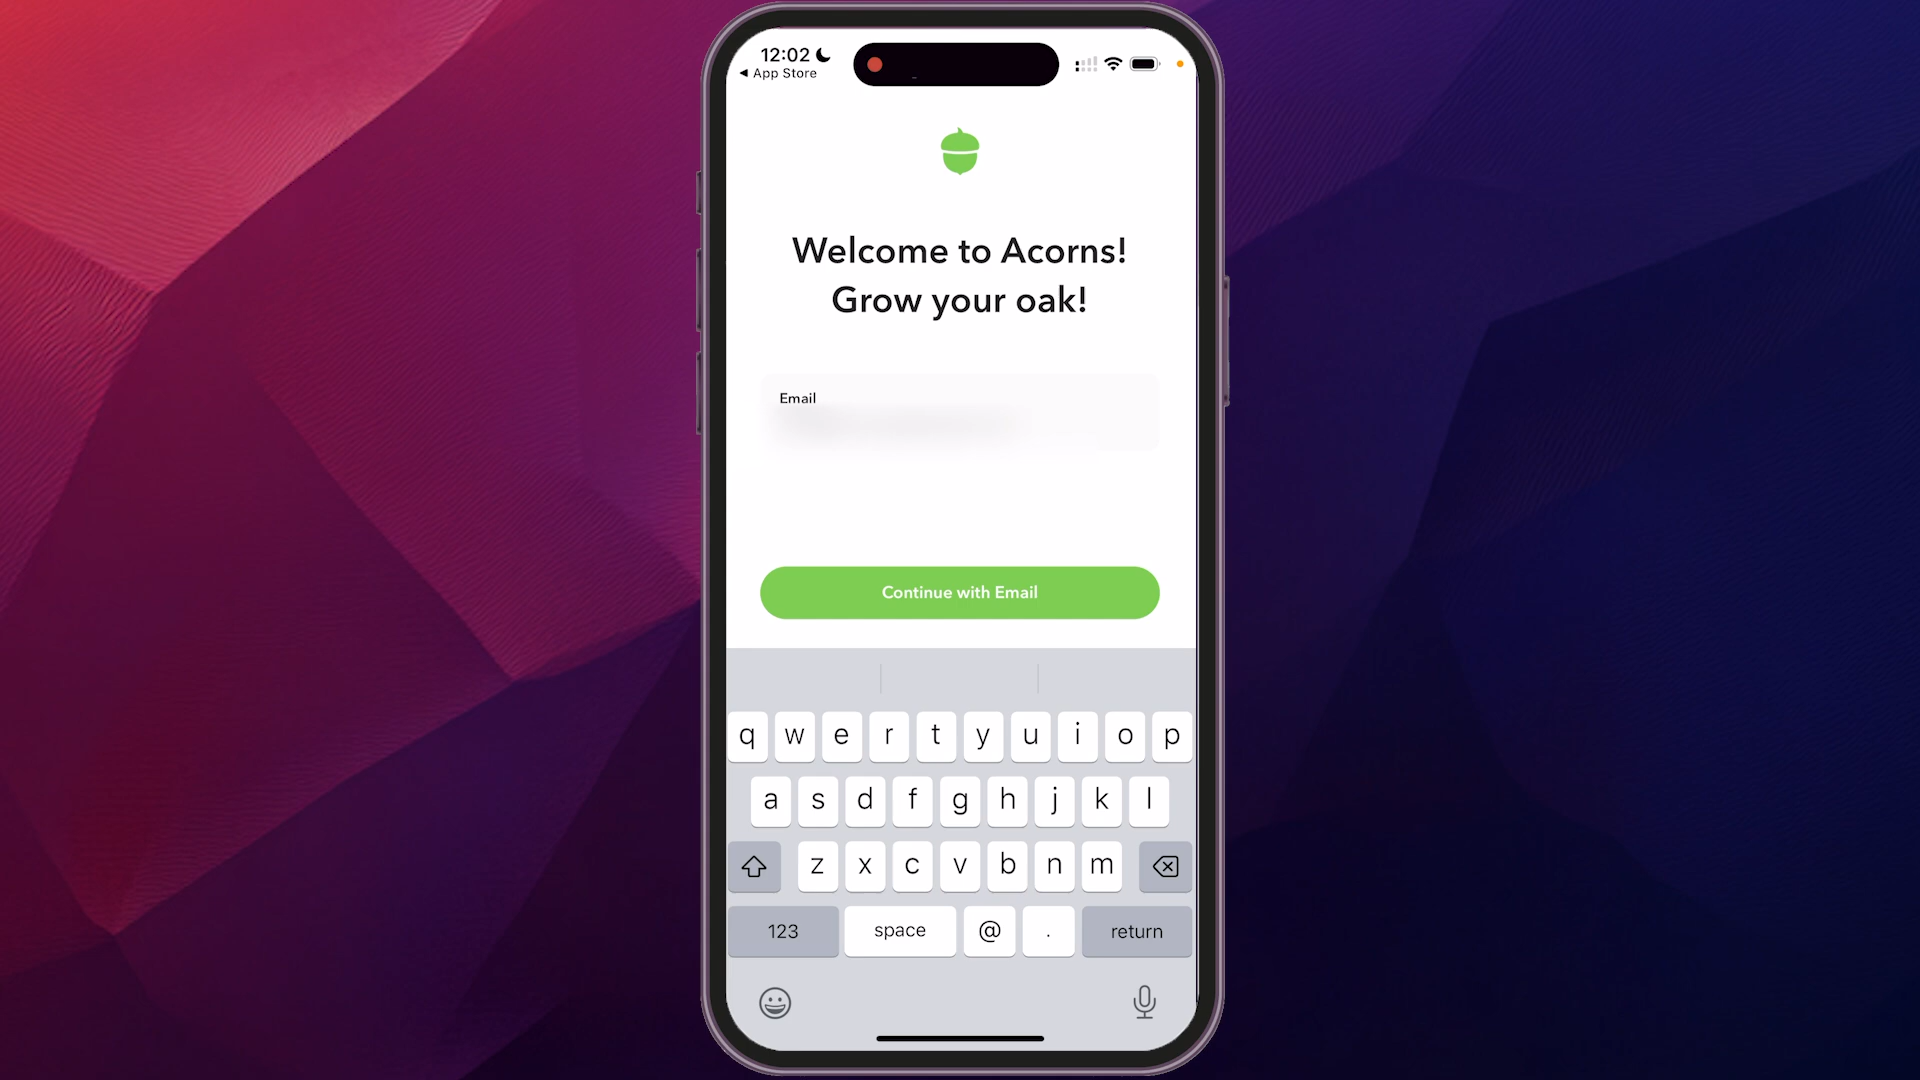 12:02
◀ App Store
Welcome to Acorns!
Grow your oak!
Email
Continue with Email
q w e r t y u i o p
a s d f g h j k l
z x c v b n m
123 space @ . return